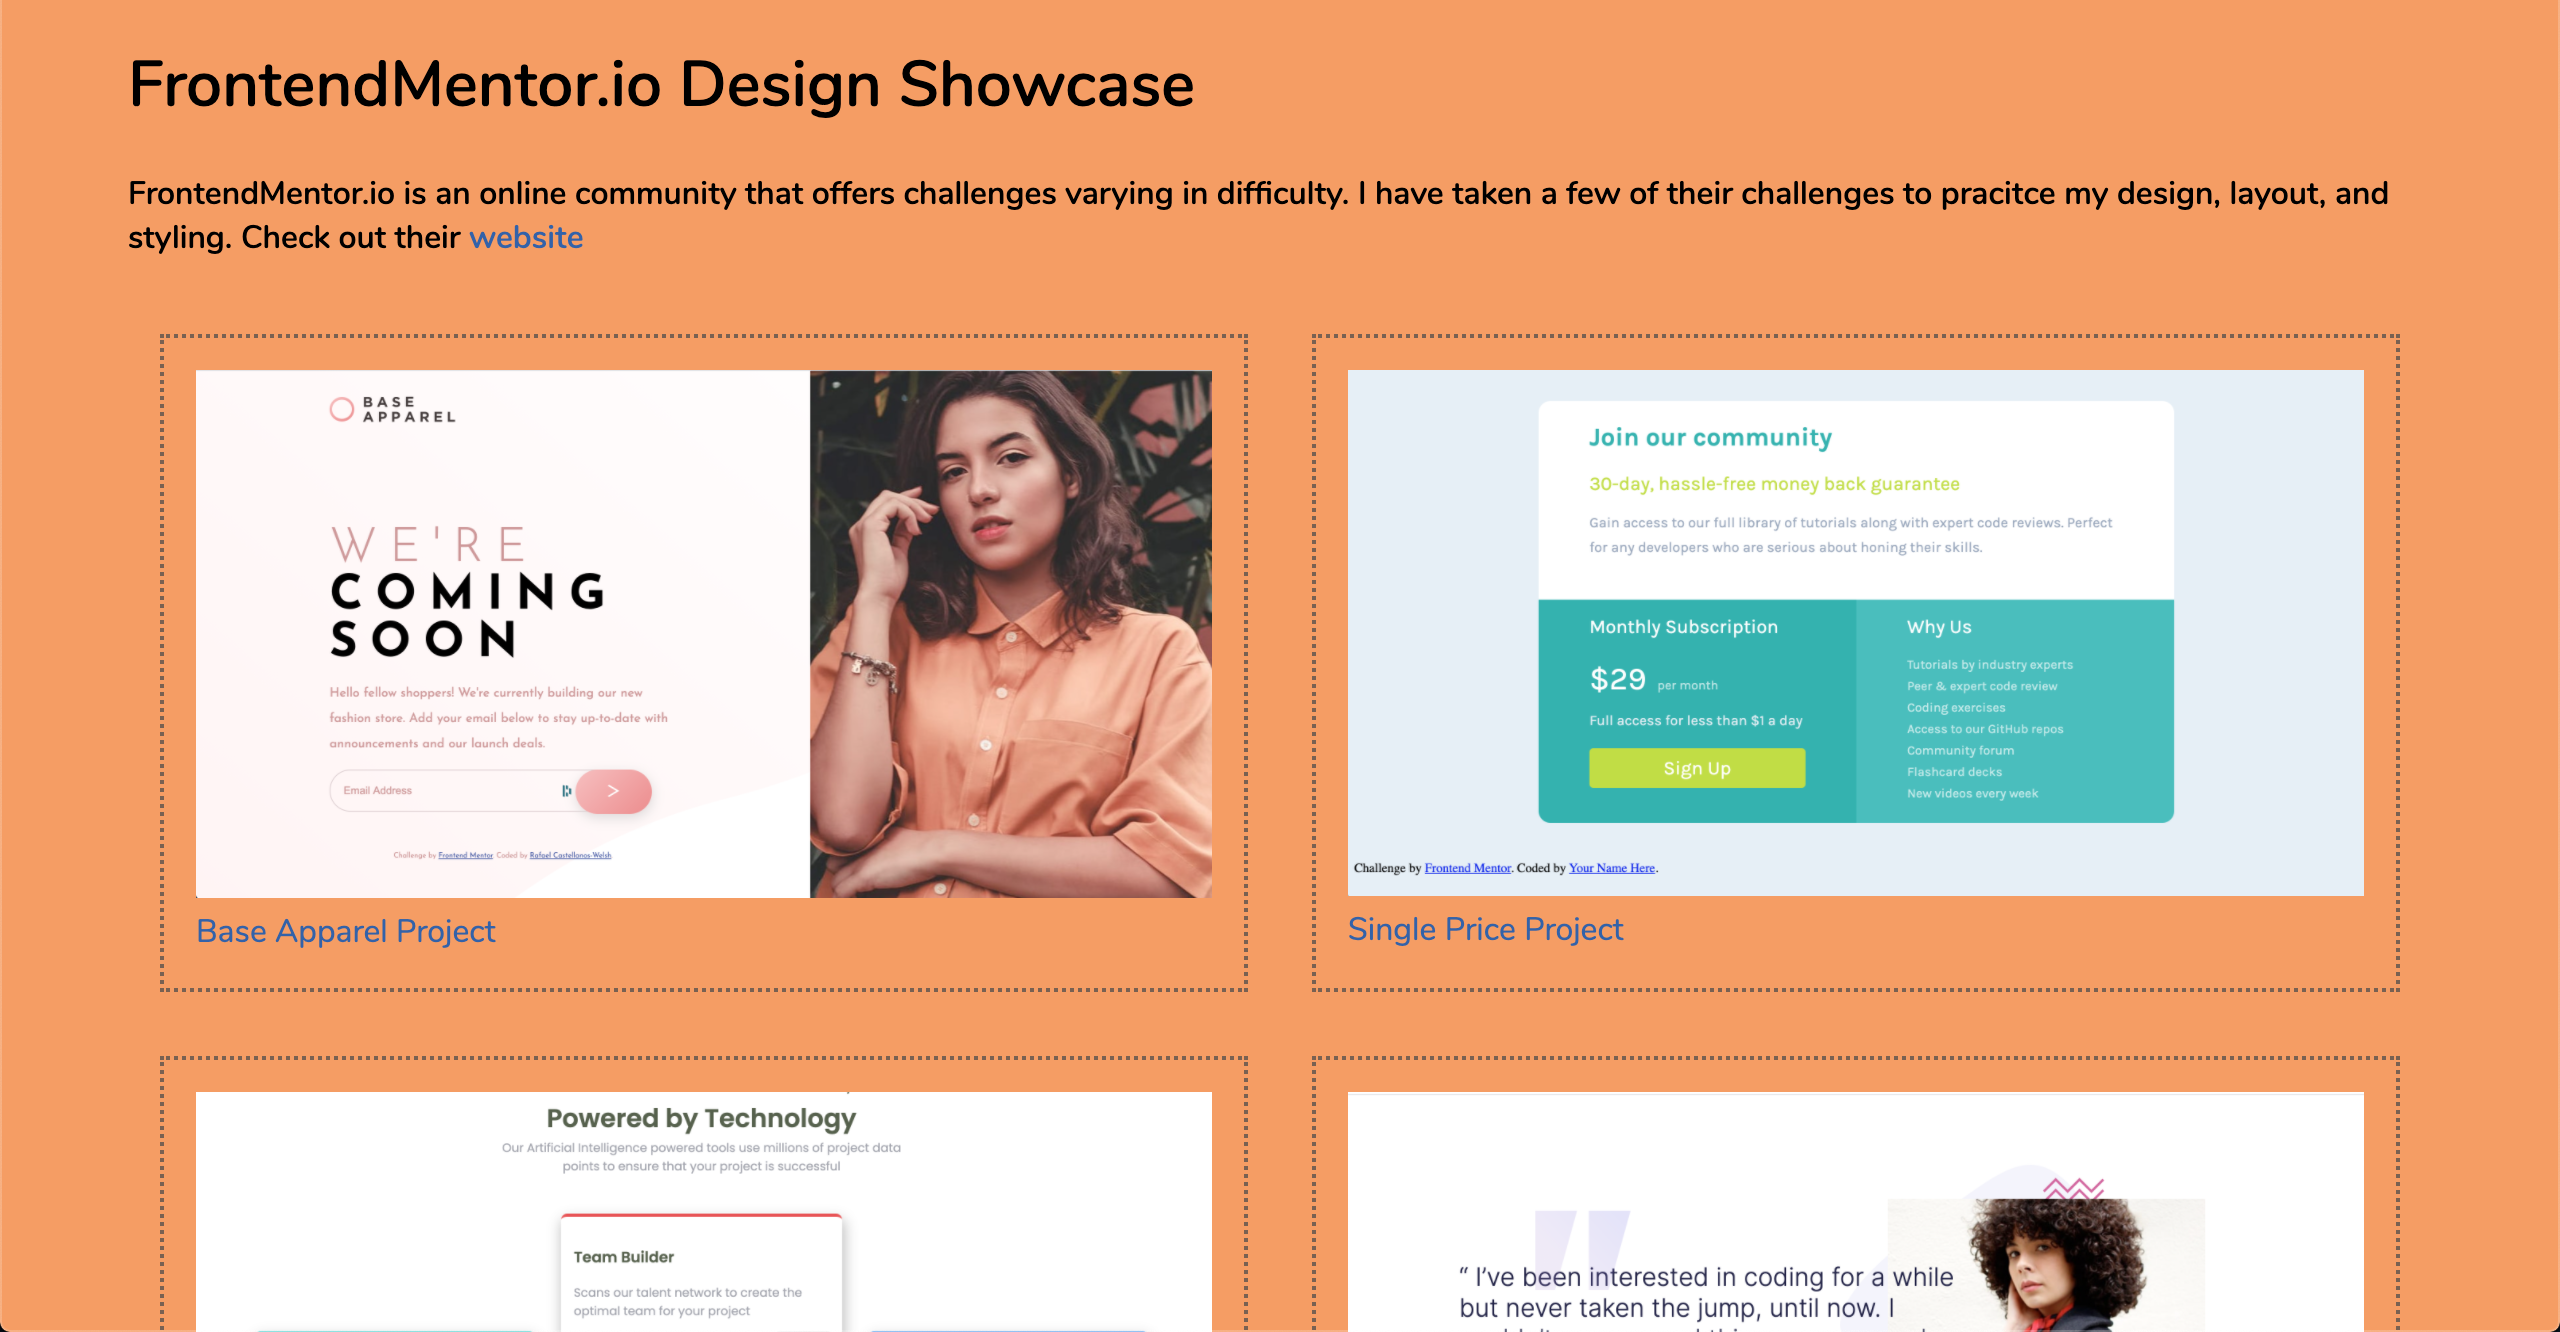 FrontendMentor.io Design Showcase
FrontendMentor.io is an online community that offers challenges varying in difficulty. I have taken a few of their challenges to pracitce my design, layout, and
styling. Check out their website
BASE
APPAREL
WE'RE
COMING
SOON
Hello fellow shoppers! We're currently building our new
fashion store. Add your email below to stay up-to-date with
announcements and our launch deals.
Email Address
>
Challenge by Frontend Mentor. Coded by Rafael Castellanos-Welsh
Base Apparel Project
Join our community
30-day, hassle-free money back guarantee
Gain access to our full library of tutorials along with expert code reviews. Perfect
for any developers who are serious about honing their skills.
Monthly Subscription
$29 per month
Full access for less than $1 a day
Sign Up
Why Us
Tutorials by industry experts
Peer & expert code review
Coding exercises
Access to our GitHub repos
Community forum
Flashcard decks
New videos every week
Challenge by Frontend Mentor. Coded by Your Name Here.
Single Price Project
Powered by Technology
Our Artificial Intelligence powered tools use millions of project data
points to ensure that your project is successful
Team Builder
Scans our talent network to create the
optimal team for your project
“ I’ve been interested in coding for a while
but never taken the jump, until now. I